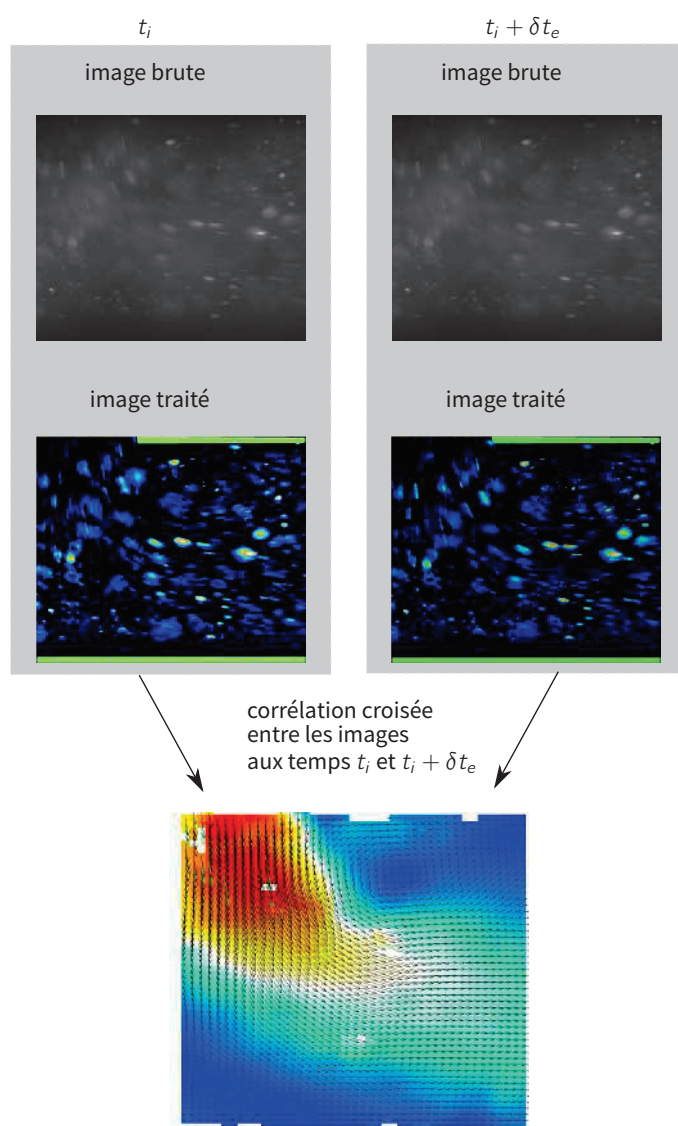 t_i
t_i + δt_e
image brute
image brute
image traité
image traité
corrélation croisée
entre les images
aux temps t_i et t_i + δt_e